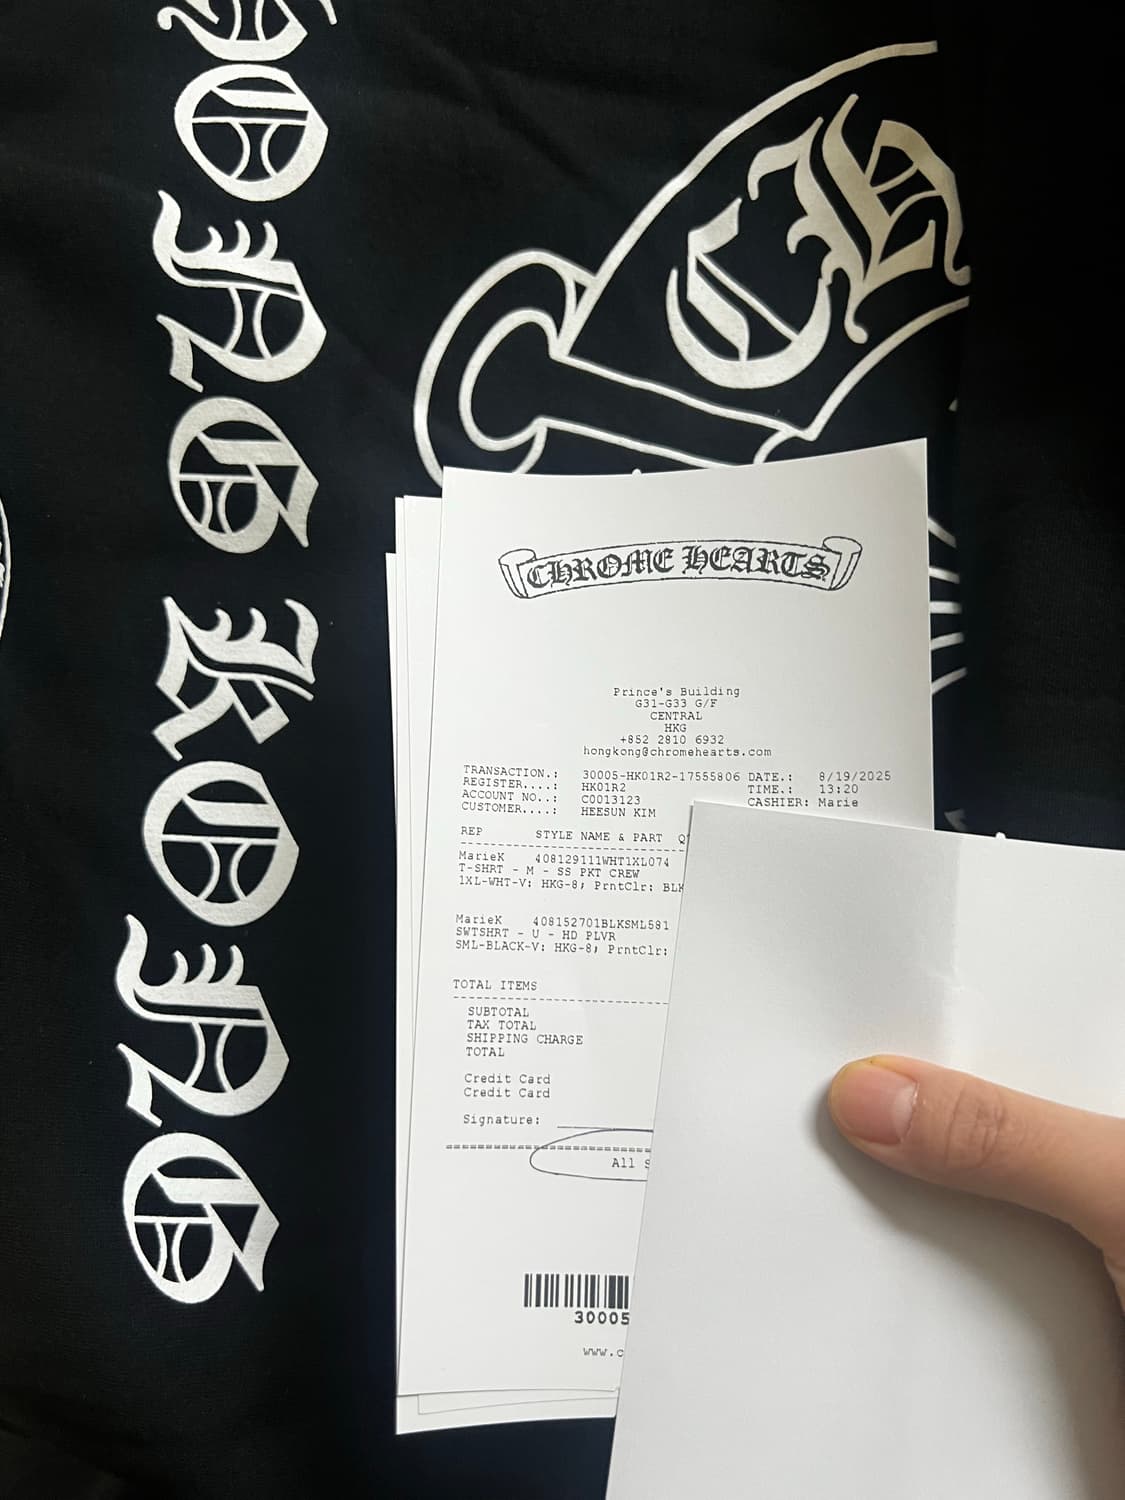 HONG KONG
CH
CHROME HEARTS
Prince's Building
G31-G33 G/F
CENTRAL
HKG
+852 2810 6932
hongkong@chromehearts.com
TRANSACTION.: 30005-HK01R2-17555806 DATE.: 8/19/2025
REGISTER....: HK01R2 TIME.: 13:20
ACCOUNT NO..: C0013123 CASHIER: Marie
CUSTOMER....: HEESUN KIM
REP STYLE NAME & PART
MarieK 408129111WHT1XL074
T-SHRT - M - SS PKT CREW
1XL-WHT-V: HKG-8; PrntClr: BLK
MarieK 408152701BLKSML581
SWTSHRT - U - HD PLVR
SML-BLACK-V: HKG-8; PrntClr:
TOTAL ITEMS
SUBTOTAL
TAX TOTAL
SHIPPING CHARGE
TOTAL
Credit Card
Credit Card
Signature:
All
30005
www.c